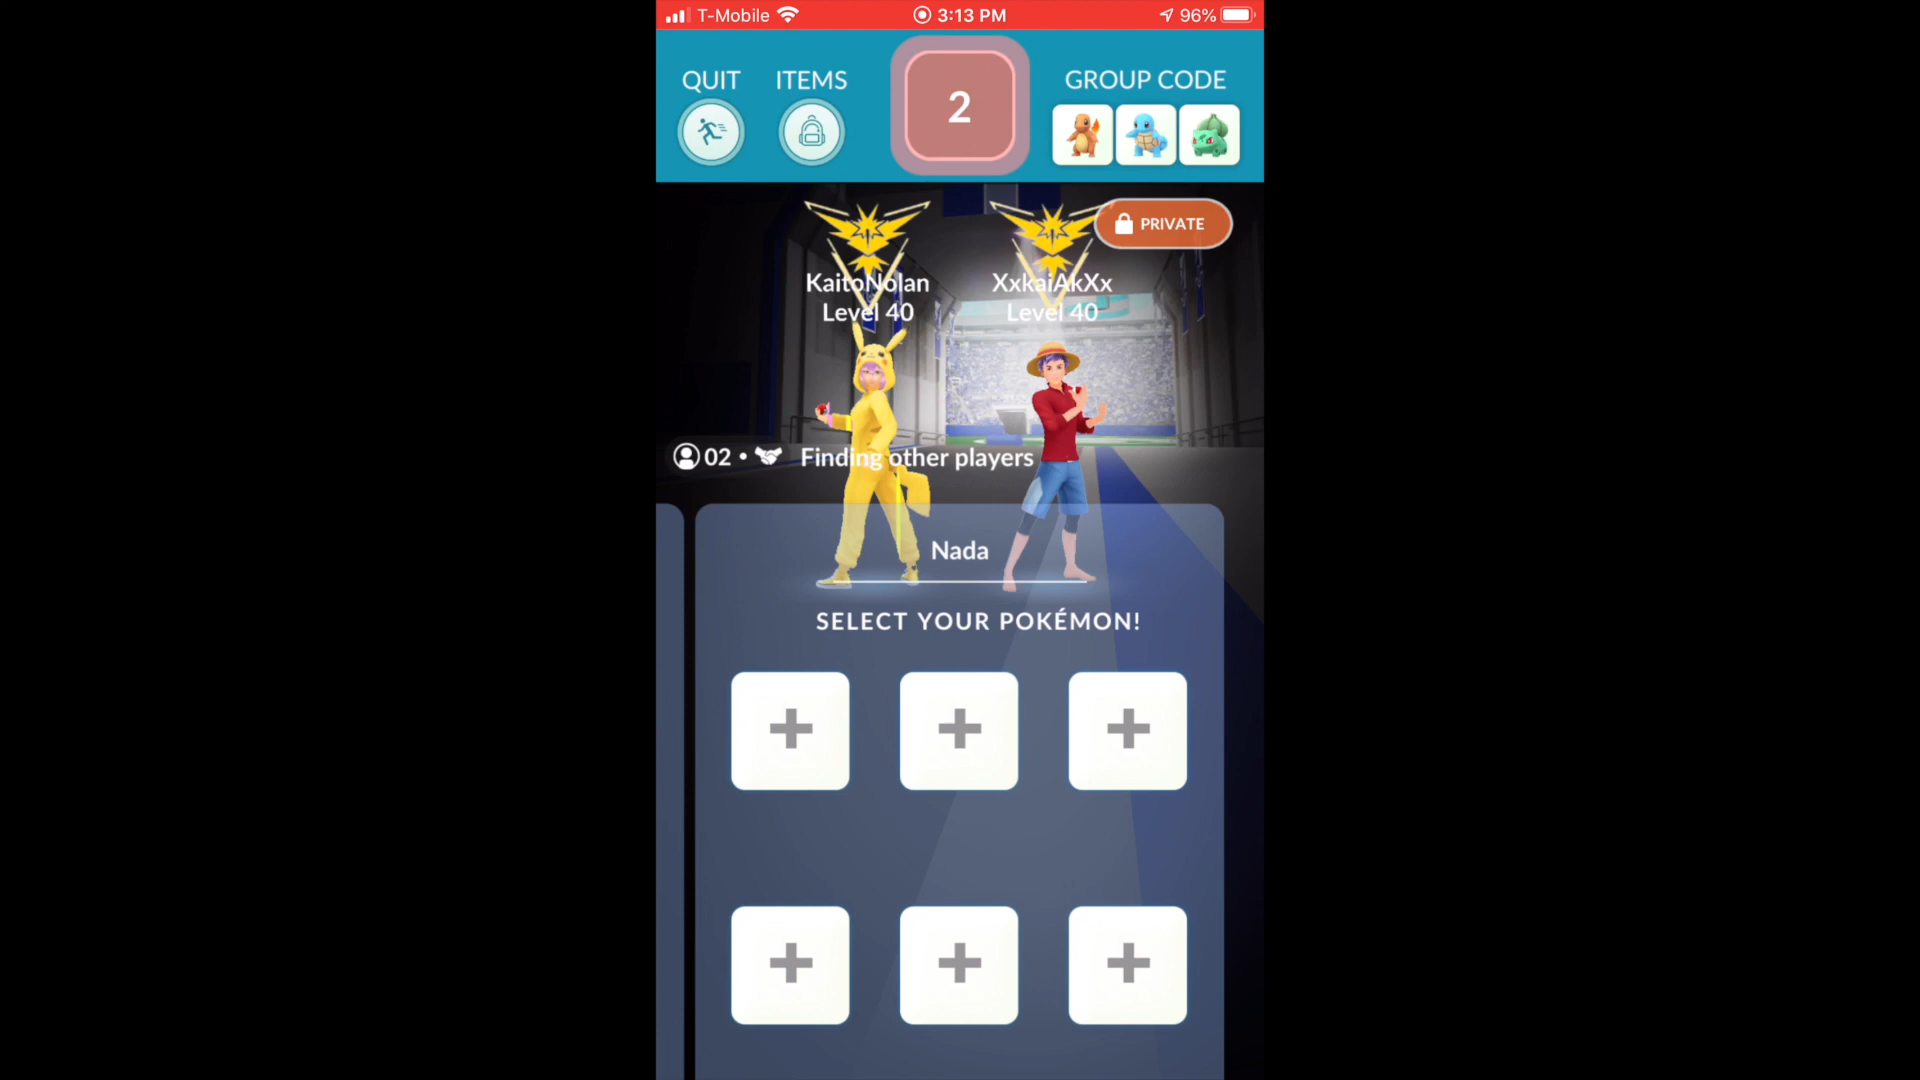 T-Mobile 3:13 PM 96%
QUIT ITEMS 2 GROUP CODE
PRIVATE
KaitoNolan XxkaiAkXx
Level 40 Level 40
02 • Finding other players
Nada
SELECT YOUR POKÉMON!